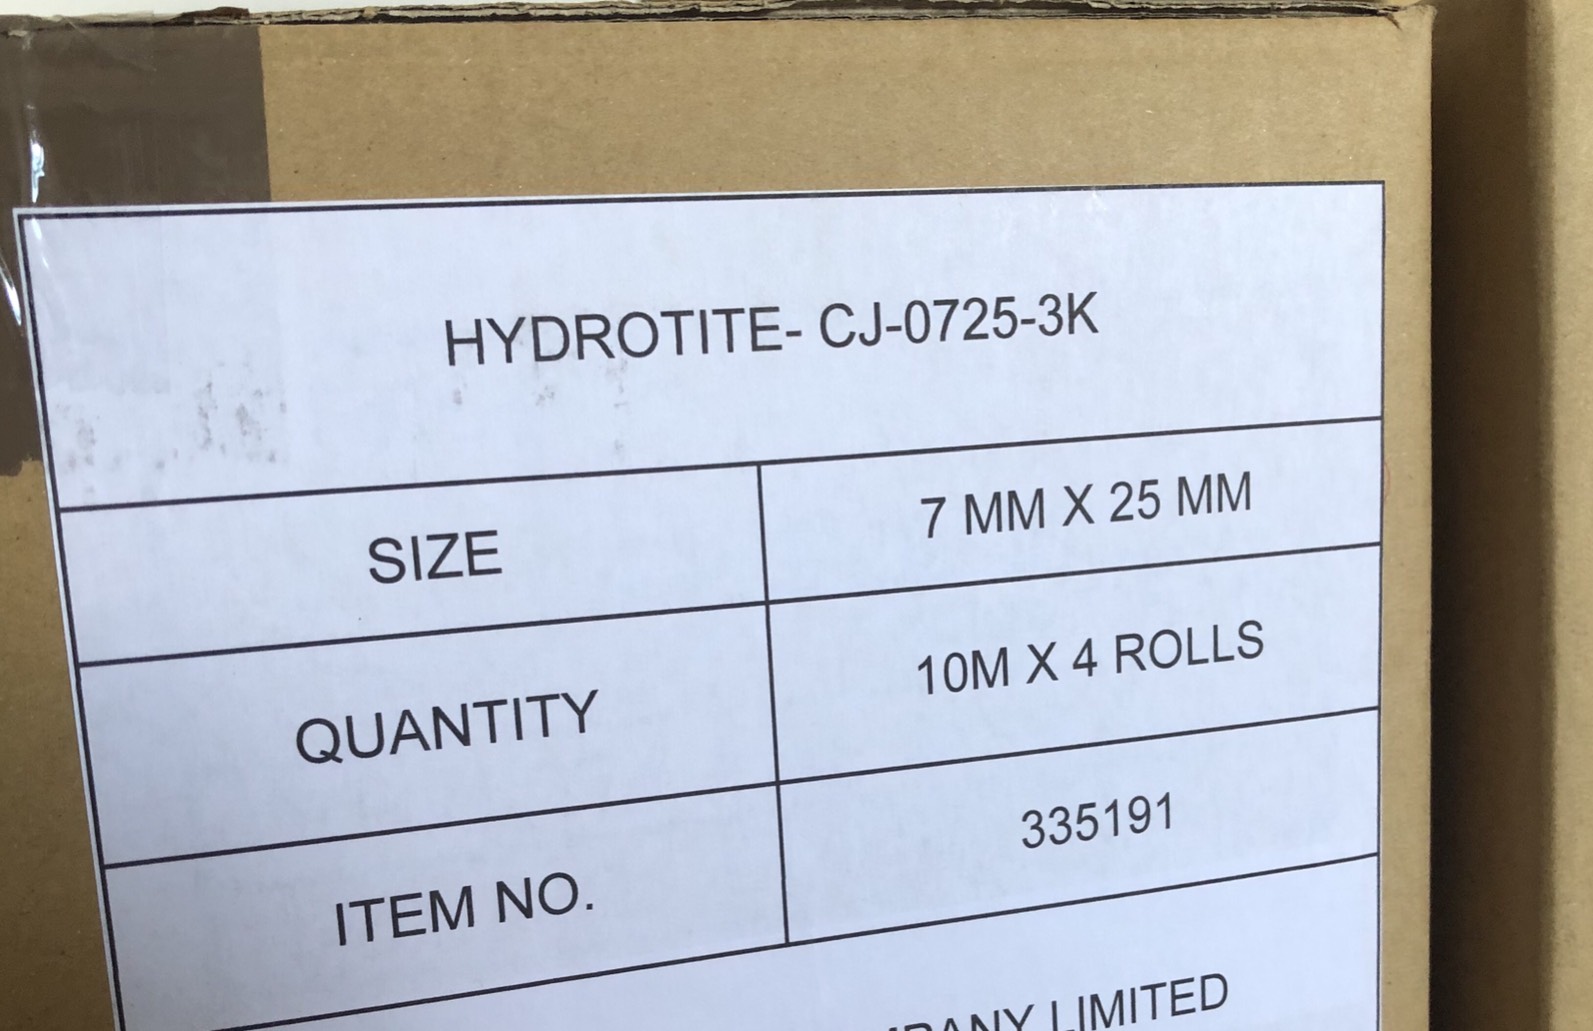 HYDROTITE- CJ-0725-3K
SIZE 7 MM X 25 MM
QUANTITY 10M X 4 ROLLS
ITEM NO. 335191
LIMITED